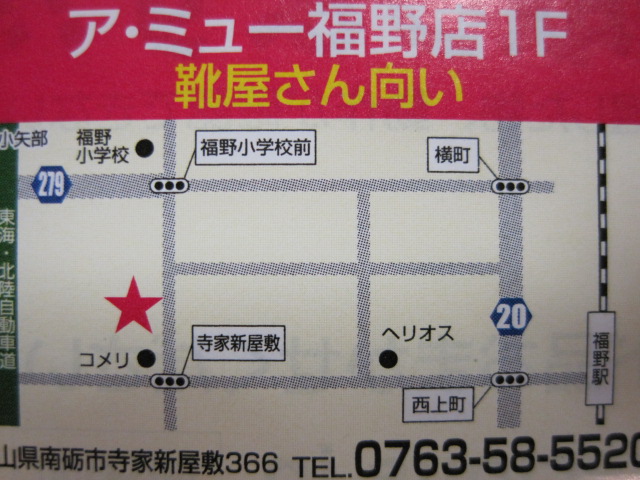 ア・ミュー福野店1F
靴屋さん向い
小矢部
福野
小学校
福野小学校前
横町
279
東海・北陸自動車道
20
寺家新屋敷
ヘリオス
コメリ
福野駅
西上町
山県南砺市寺家新屋敷366 TEL.0763-58-5520